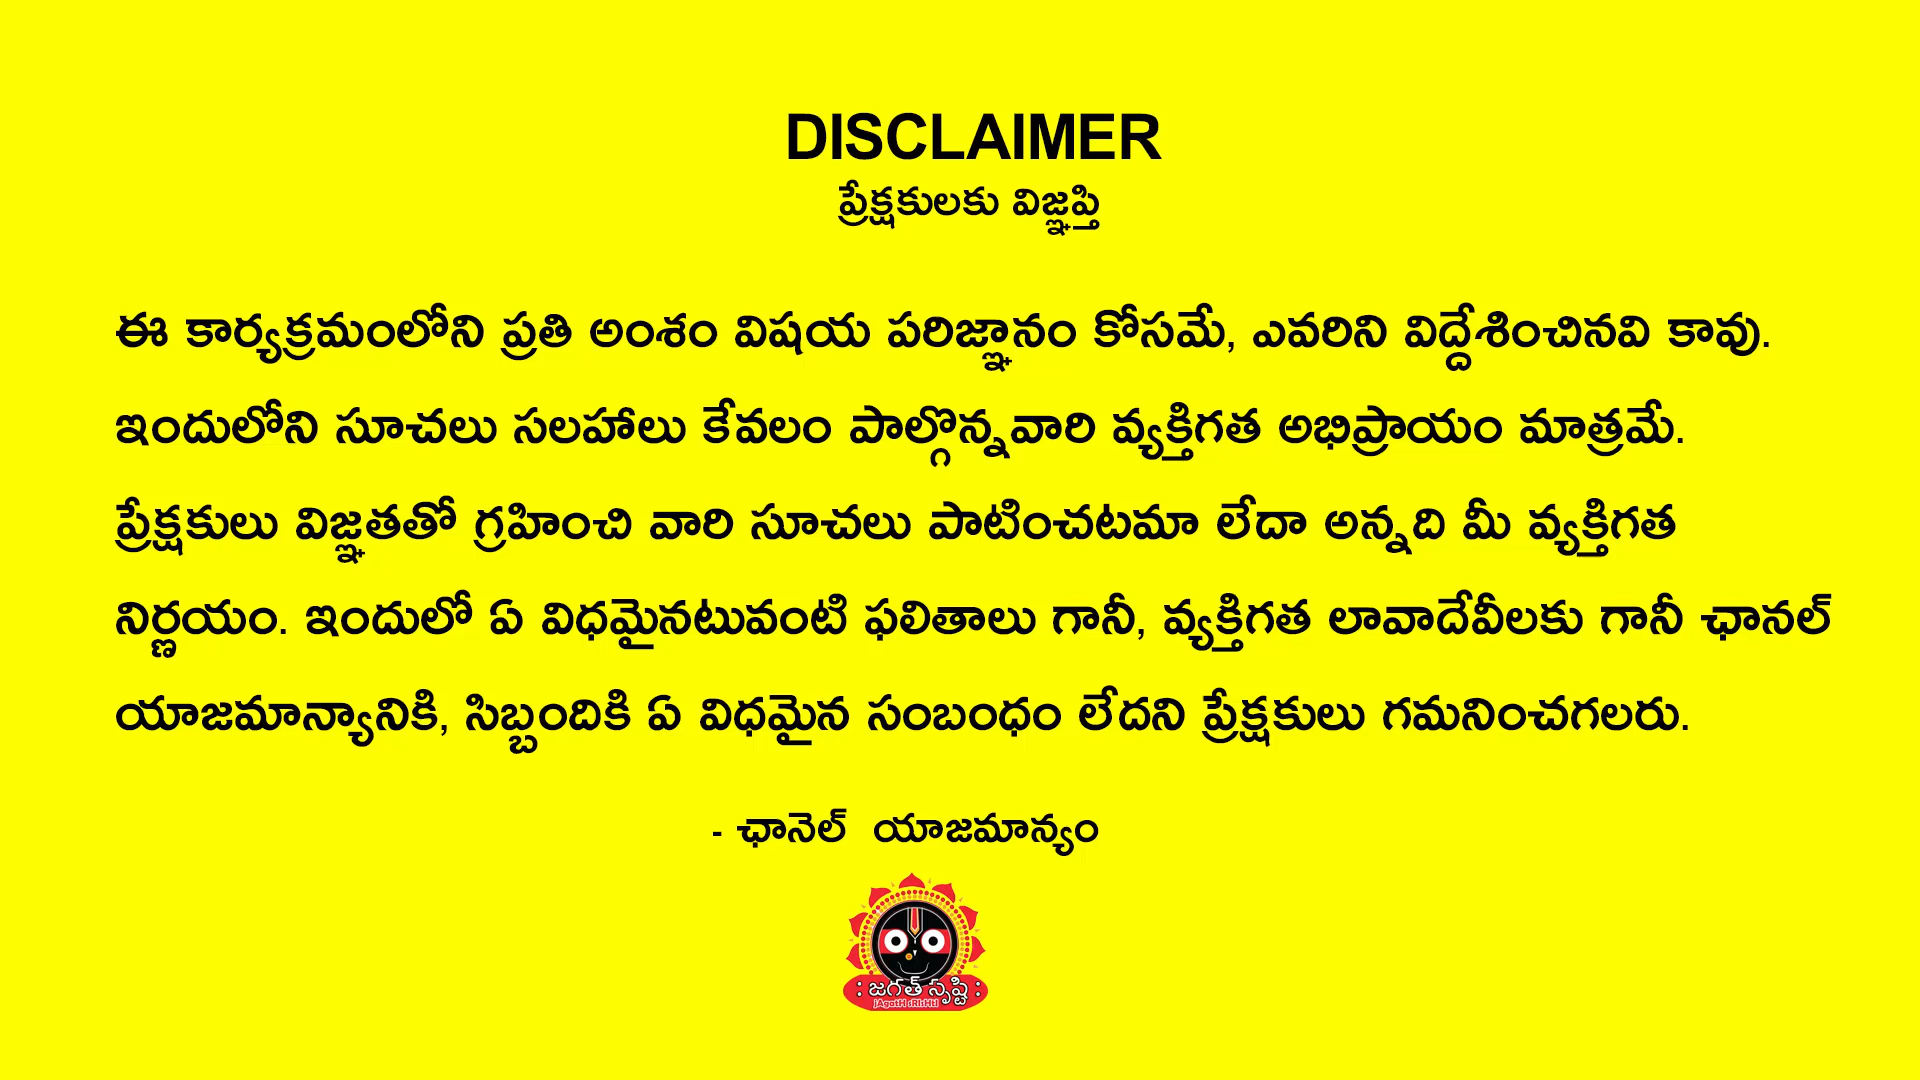 DISCLAIMER
ప్రేక్షకులకు విజ్ఞప్తి
ఈ కార్యక్రమంలోని ప్రతి అంశం విషయ పరిజ్ఞానం కోసమే, ఎవరిని విద్దేశించినవి కావు.
ఇందులోని సూచలు సలహాలు కేవలం పాల్గొన్నవారి వ్యక్తిగత అభిప్రాయం మాత్రమే.
ప్రేక్షకులు విజ్ఞతతో గ్రహించి వారి సూచలు పాటించటమా లేదా అన్నది మీ వ్యక్తిగత
నిర్ణయం. ఇందులో ఏ విధమైనటువంటి ఫలితాలు గానీ, వ్యక్తిగత లావాదేవీలకు గానీ ఛానల్
యాజమాన్యానికి, సిబ్బందికి ఏ విధమైన సంబంధం లేదని ప్రేక్షకులు గమనించగలరు.
- ఛానెల్ యాజమాన్యం
: జగత్ సృష్టి :
jAgatH sRIsHtI